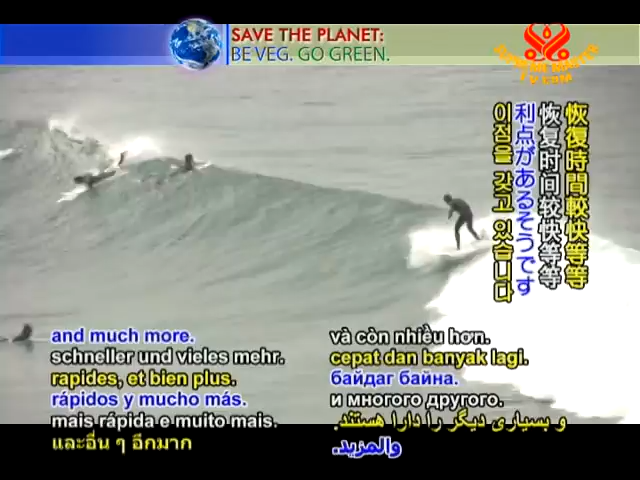 SAVE THE PLANET:
BE VEG. GO GREEN.
SUPREME MASTER
TV.COM
恢復時間較快等等
恢复时间较快等等
利点があるそうです
이점을 갖고 있습니다
and much more.
schneller und vieles mehr.
rapides, et bien plus.
rápidos y mucho más.
mais rápida e muito mais.
และอื่น ๆ อีกมาก
và còn nhiều hơn.
cepat dan banyak lagi.
байдаг байна.
и многого другого.
و بسیاری دیگر را دارا هستند.
والمزيد.